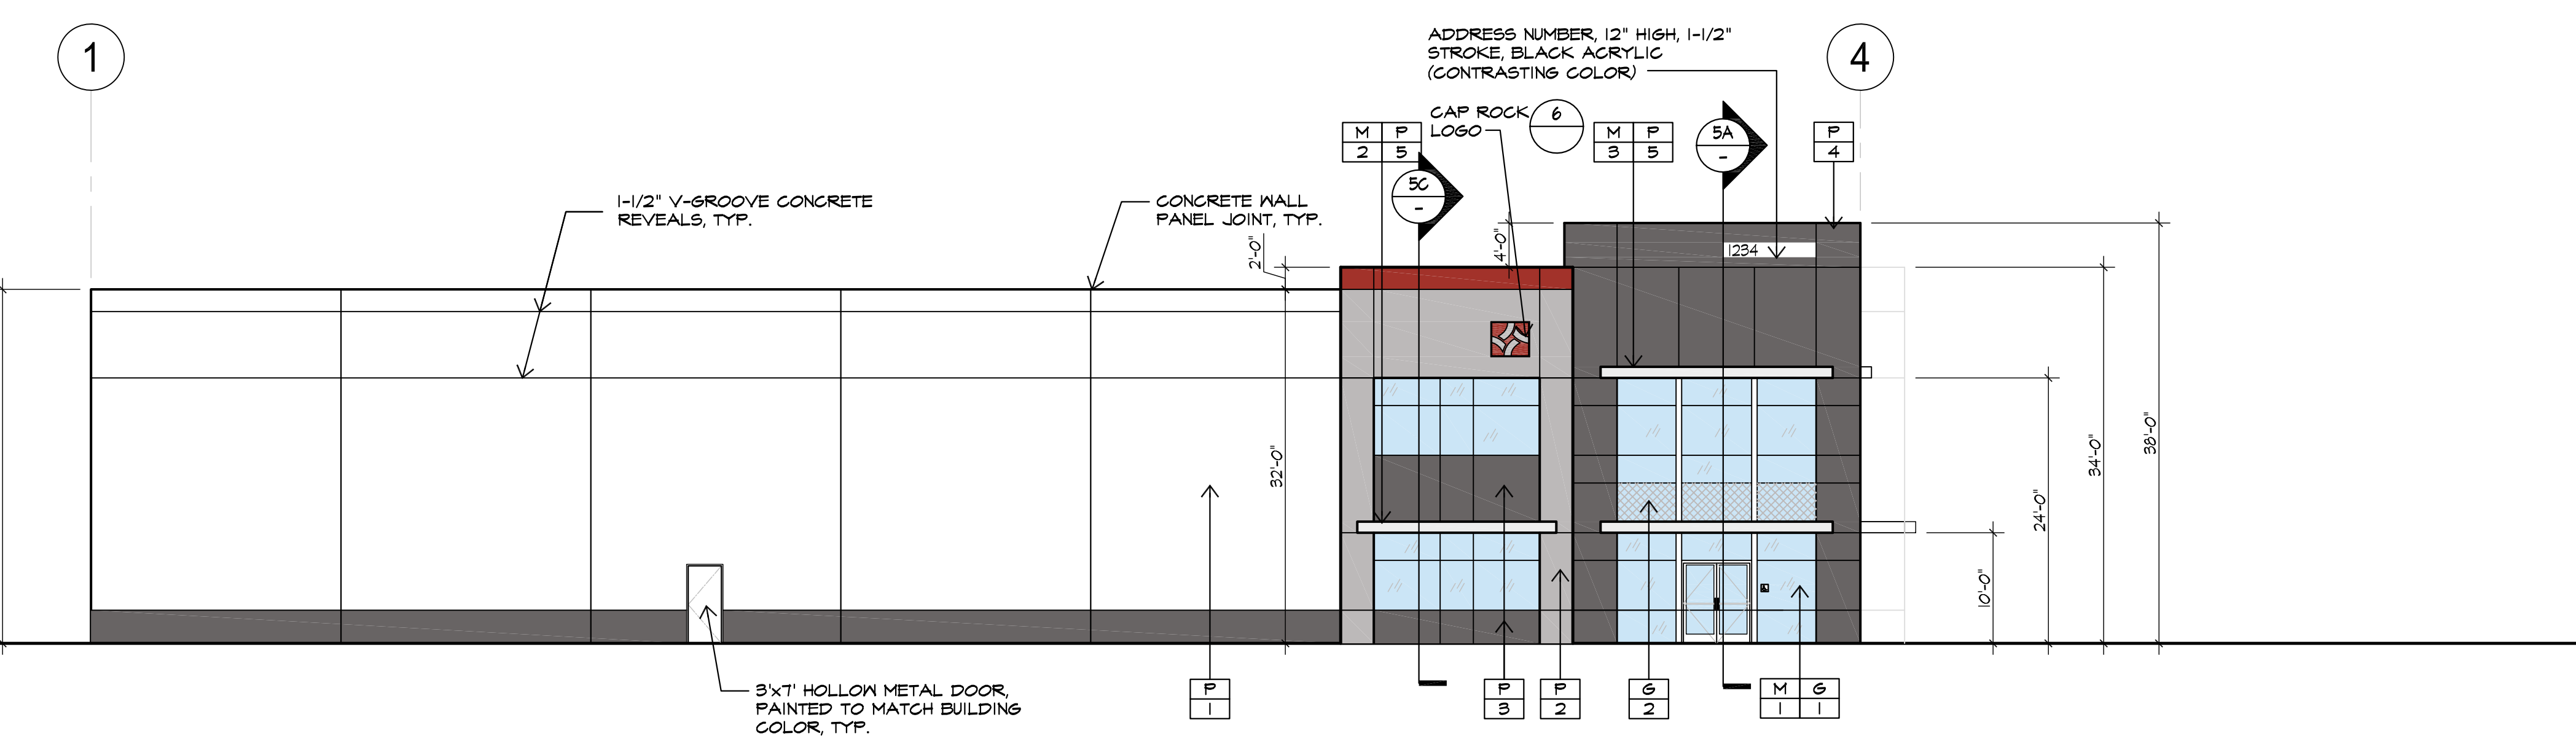 1
ADDRESS NUMBER, 12" HIGH, 1-1/2"
STROKE, BLACK ACRYLIC
(CONTRASTING COLOR)
4
CAP ROCK
LOGO
6
M P
2 5
M P
3 5
5A
-
P
4
5C
-
1-1/2" V-GROOVE CONCRETE
REVEALS, TYP.
CONCRETE WALL
PANEL JOINT, TYP.
2'-0"
4'-0"
1234
32'-0"
10'-0"
24'-0"
34'-0"
38'-0"
3'x7' HOLLOW METAL DOOR,
PAINTED TO MATCH BUILDING
COLOR, TYP.
P
1
P
3
P
2
G
2
M G
1 1